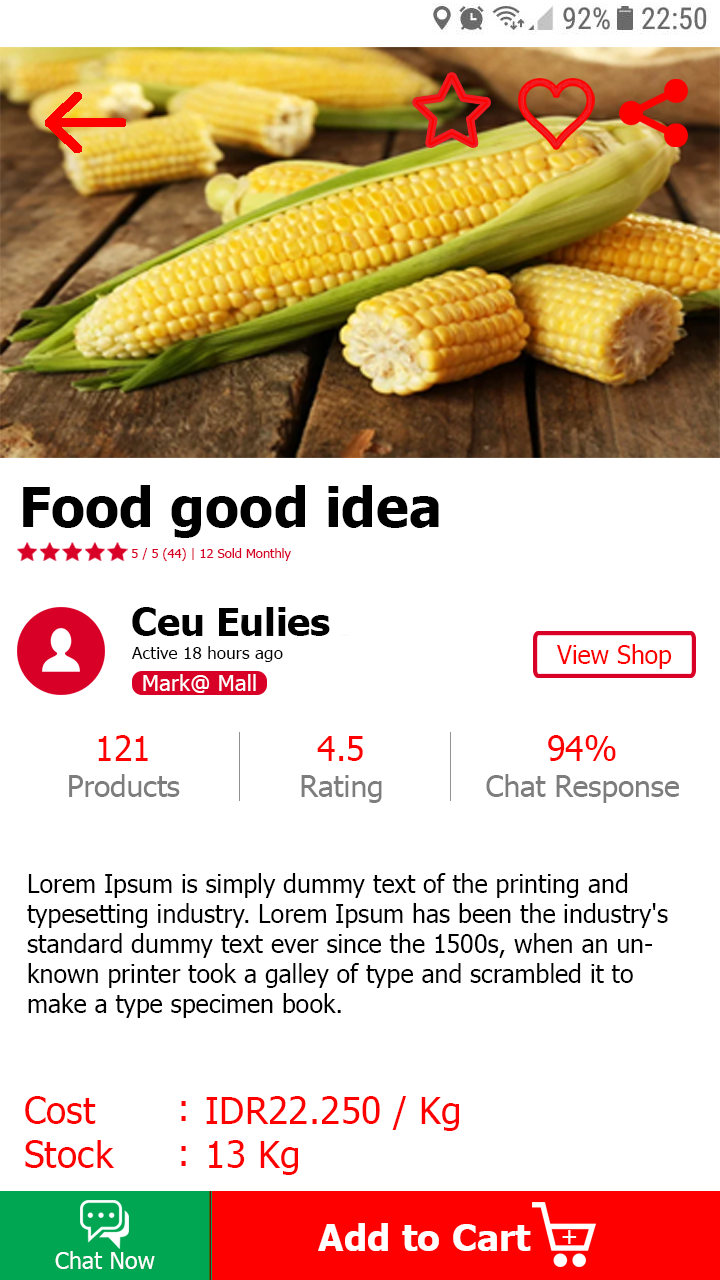 92% 22:50
Food good idea
5 / 5 (44) | 12 Sold Monthly
Ceu Eulies
Active 18 hours ago
Mark@ Mall
View Shop
121 4.5 94%
Products Rating Chat Response
Lorem Ipsum is simply dummy text of the printing and
typesetting industry. Lorem Ipsum has been the industry's
standard dummy text ever since the 1500s, when an un-
known printer took a galley of type and scrambled it to
make a type specimen book.
Cost : IDR22.250 / Kg
Stock : 13 Kg
Chat Now
Add to Cart